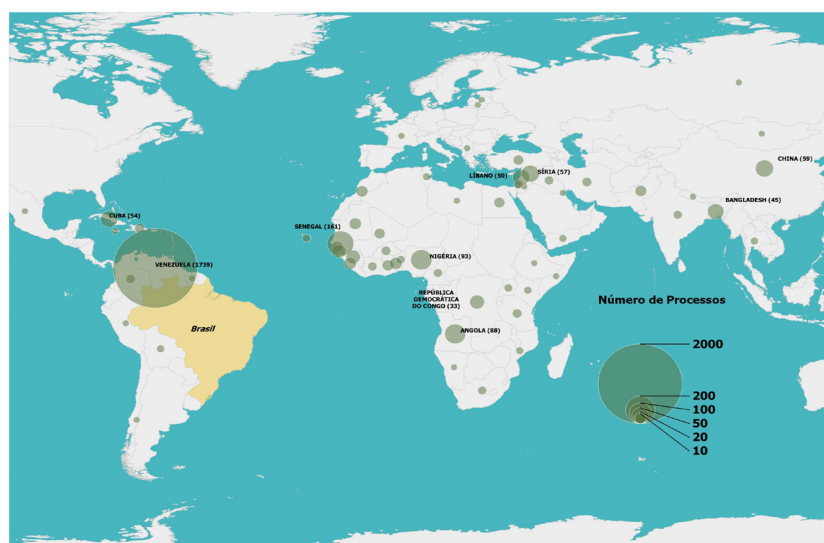 CHINA (59)
LÍBANO (50)
SÍRIA (57)
BANGLADESH (45)
CUBA (54)
SENEGAL (161)
NIGÉRIA (93)
VENEZUELA (1739)
REPÚBLICA
DEMOCRÁTICA
DO CONGO (33)
Brasil
ANGOLA (88)
Número de Processos
2000
200
100
50
20
10